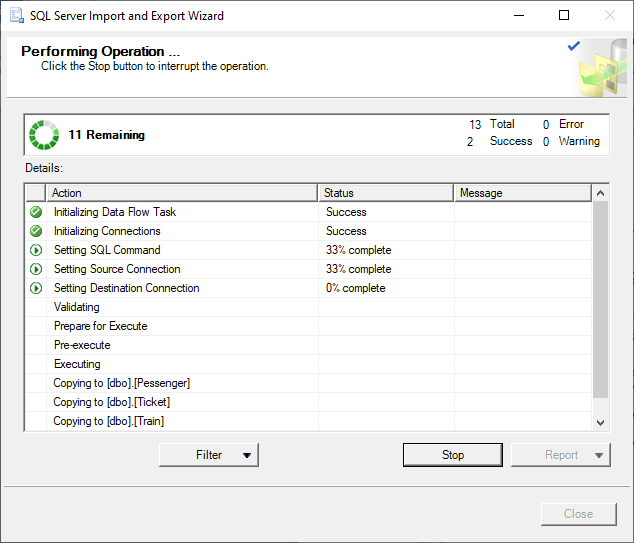 SQL Server Import and Export Wizard
Performing Operation ...
Click the Stop button to interrupt the operation.
11 Remaining
13 Total 0 Error
2 Success 0 Warning
Details:
Action Status Message
Initializing Data Flow Task Success
Initializing Connections Success
Setting SQL Command 33% complete
Setting Source Connection 33% complete
Setting Destination Connection 0% complete
Validating
Prepare for Execute
Pre-execute
Executing
Copying to [dbo].[Pessenger]
Copying to [dbo].[Ticket]
Copying to [dbo].[Train]
Filter Stop Report
Close